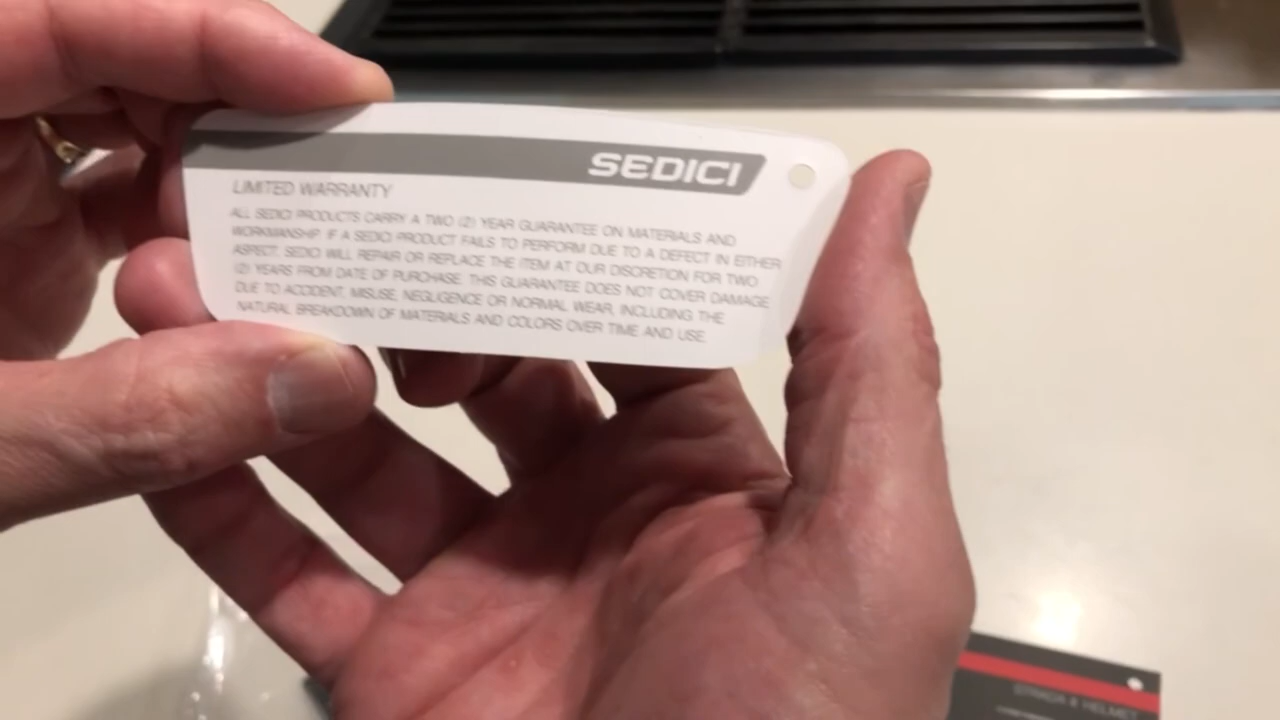 SEDICI
LIMITED WARRANTY
ALL SEDICI PRODUCTS CARRY A TWO (2) YEAR GUARANTEE ON MATERIALS AND
WORKMANSHIP. IF A SEDICI PRODUCT FAILS TO PERFORM DUE TO A DEFECT IN EITHER
ASPECT. SEDICI WILL REPAIR OR REPLACE THE ITEM AT OUR DISCRETION FOR TWO
(2) YEARS FROM DATE OF PURCHASE. THIS GUARANTEE DOES NOT COVER DAMAGE
DUE TO ACCIDENT, MISUSE, NEGLIGENCE OR NORMAL WEAR, INCLUDING THE
NATURAL BREAKDOWN OF MATERIALS AND COLORS OVER TIME AND USE.
STRADA II HELMET